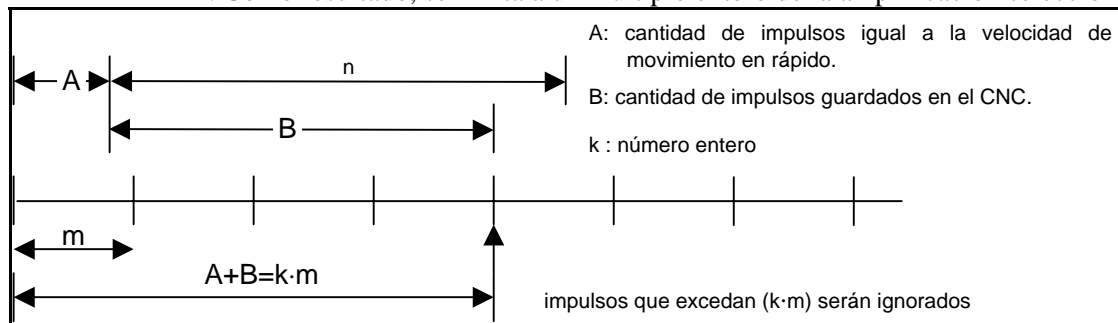 A: cantidad de impulsos igual a la velocidad de
movimiento en rápido.
n
A
B: cantidad de impulsos guardados en el CNC.
B
k : número entero
m
A+B=k·m
impulsos que excedan (k·m) serán ignorados